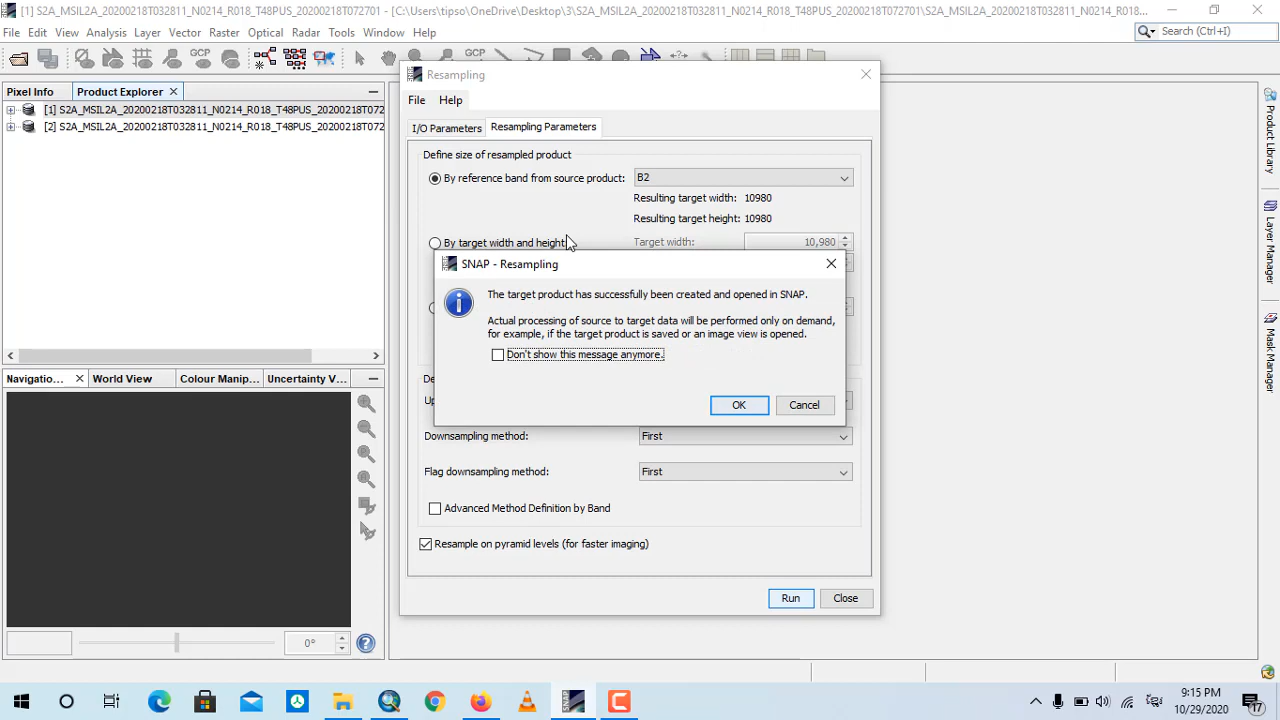 [1] S2A_MSIL2A_20200218T032811_N0214_R018_T48PUS_20200218T072701 - [C:\Users\tipso\OneDrive\Desktop\3\S2A_MSIL2A_20200218T032811_N0214_R018_T48PUS_20200218T072701\S2A_MSIL2A_20200218T032811_N0214_R018...
File Edit View Analysis Layer Vector Raster Optical Radar Tools Window Help
Search (Ctrl+I)
GCP
GCP
Pixel Info
Product Explorer
[1] S2A_MSIL2A_20200218T032811_N0214_R018_T48PUS_20200218T072
[2] S2A_MSIL2A_20200218T032811_N0214_R018_T48PUS_20200218T072
Navigatio...
World View
Colour Manip...
Uncertainty V...
0°
Resampling
File Help
I/O Parameters
Resampling Parameters
Define size of resampled product
By reference band from source product:
B2
Resulting target width: 10980
Resulting target height: 10980
By target width and height:
Target width:
10,980
SNAP - Resampling
The target product has successfully been created and opened in SNAP.
Actual processing of source to target data will be performed only on demand,
for example, if the target product is saved or an image view is opened.
Don't show this message anymore.
OK
Cancel
De
Up
Downsampling method:
First
Flag downsampling method:
First
Advanced Method Definition by Band
Resample on pyramid levels (for faster imaging)
Run
Close
Product Library
Layer Manager
Mask Manager
SNAP
9:15 PM
10/29/2020
17